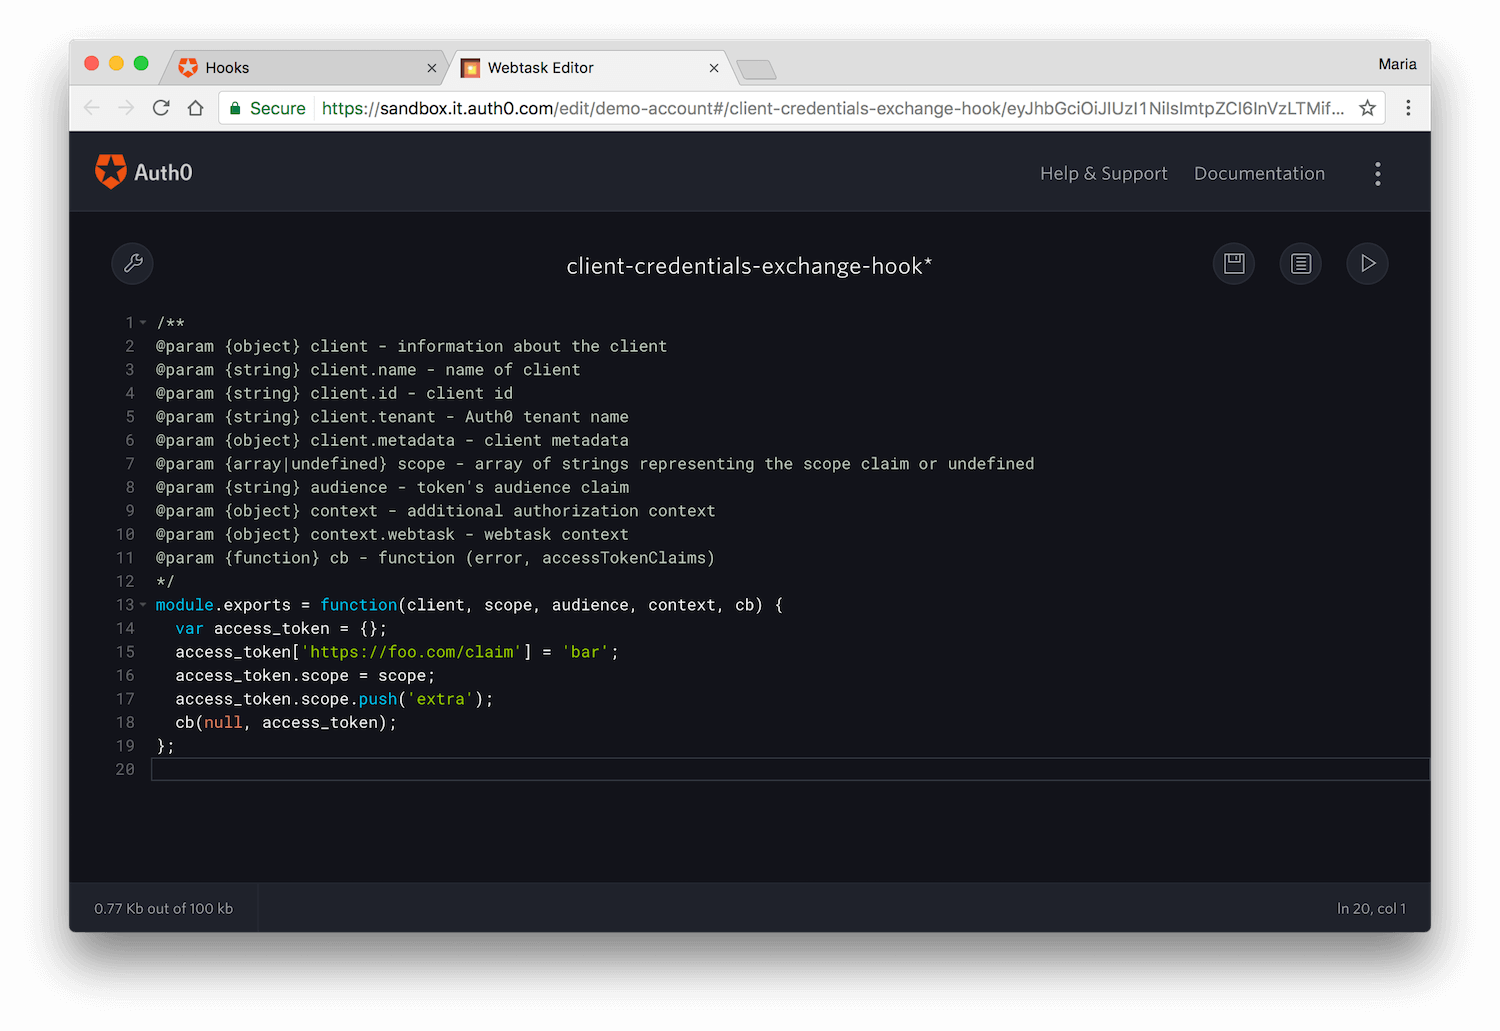 Hooks
Webtask Editor
Maria
Secure
https://sandbox.it.auth0.com/edit/demo-account#/client-credentials-exchange-hook/eyJhbGciOiJIUzI1NiIsImtpZCI6InVzLTMif...
Auth0
Help & Support
Documentation
client-credentials-exchange-hook*
1 /**
2 @param {object} client - information about the client
3 @param {string} client.name - name of client
4 @param {string} client.id - client id
5 @param {string} client.tenant - Auth0 tenant name
6 @param {object} client.metadata - client metadata
7 @param {array|undefined} scope - array of strings representing the scope claim or undefined
8 @param {string} audience - token's audience claim
9 @param {object} context - additional authorization context
10 @param {object} context.webtask - webtask context
11 @param {function} cb - function (error, accessTokenClaims)
12 */
13 module.exports = function(client, scope, audience, context, cb) {
14   var access_token = {};
15   access_token['https://foo.com/claim'] = 'bar';
16   access_token.scope = scope;
17   access_token.scope.push('extra');
18   cb(null, access_token);
19 };
20
0.77 Kb out of 100 kb
ln 20, col 1